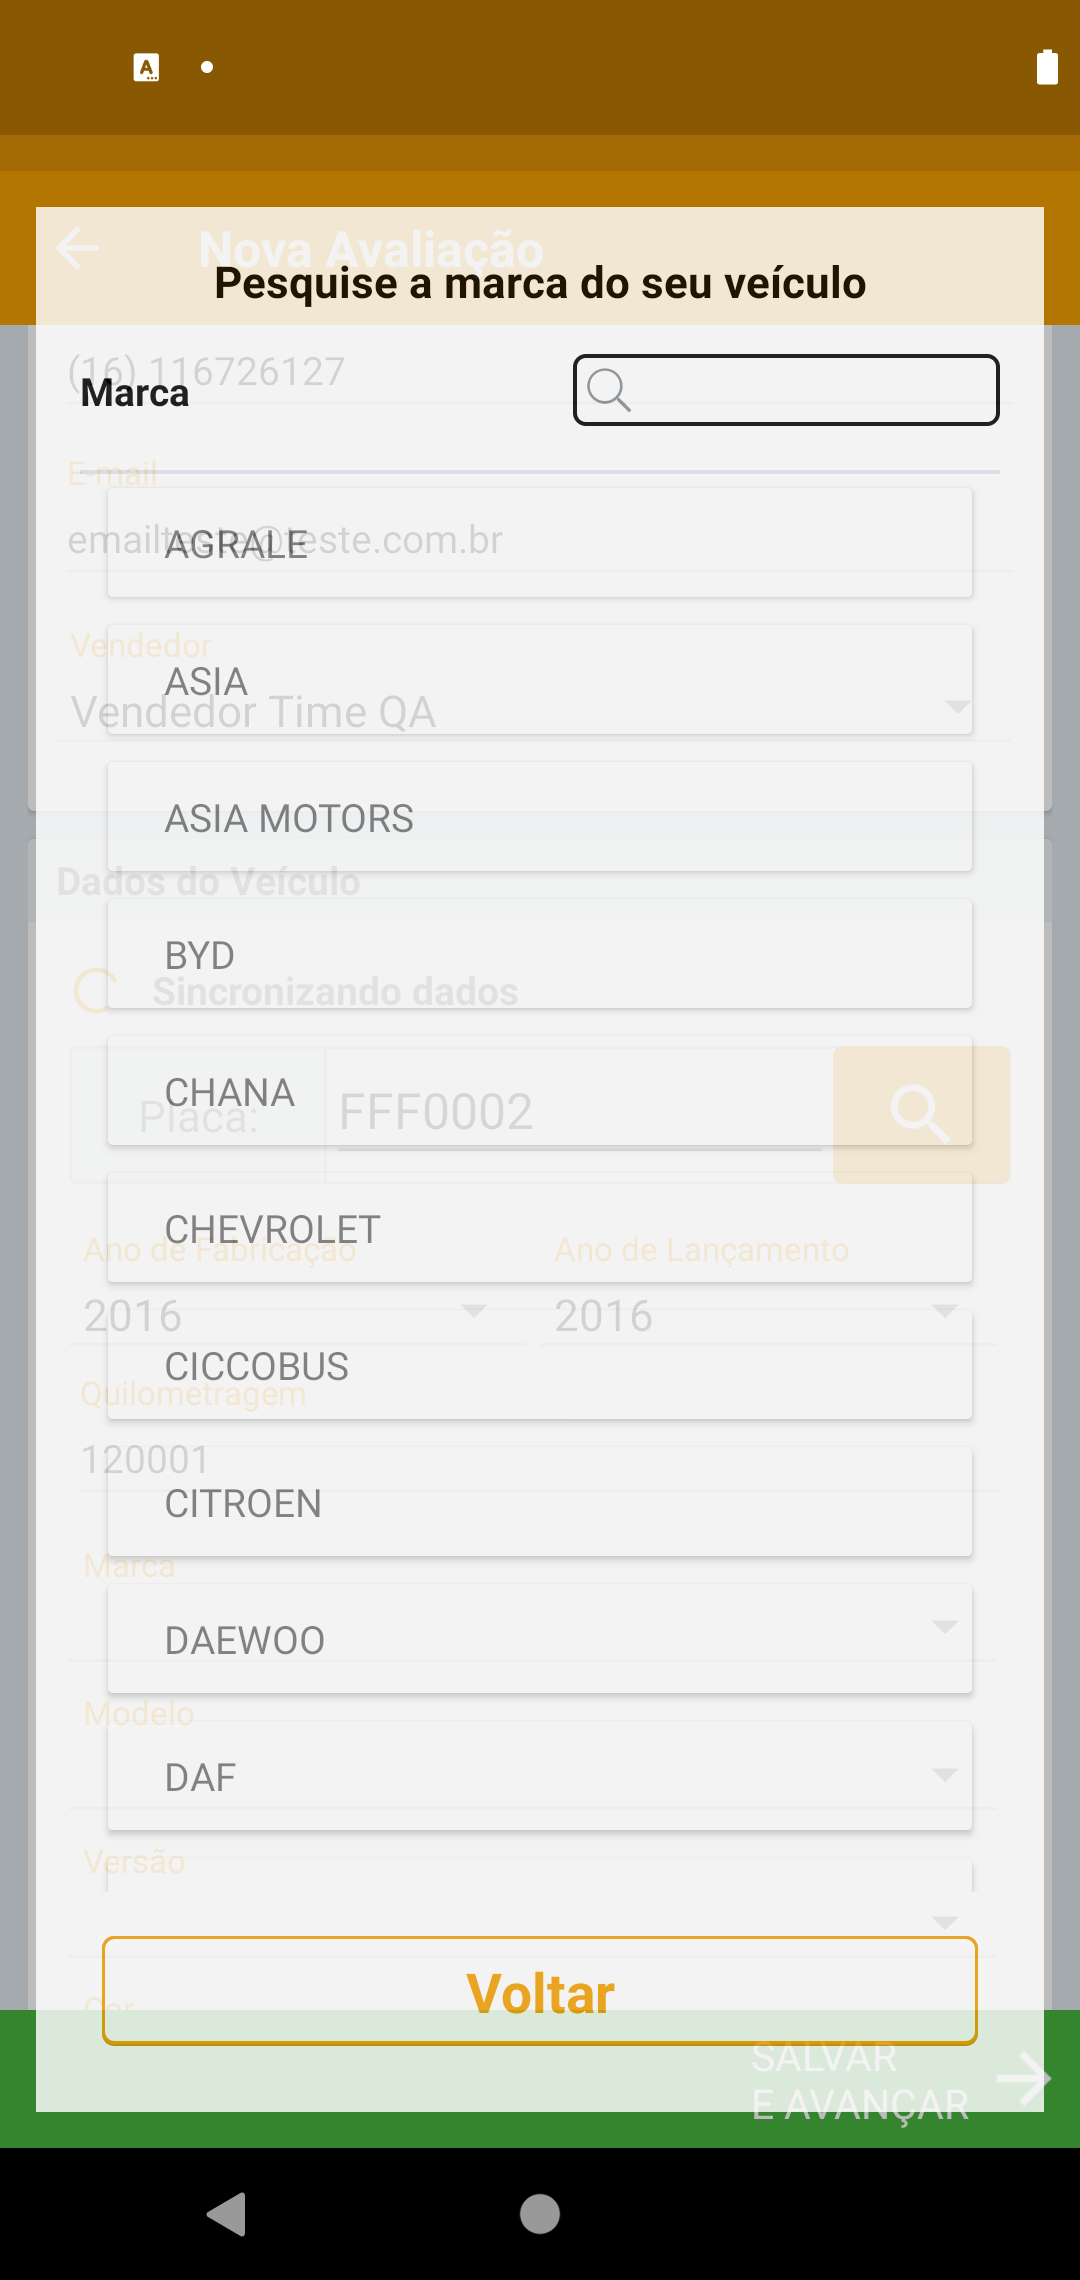 Nova Avaliação
Pesquise a marca do seu veículo
(16) 116726127
Marca
E-mail
emailteste@teste.com.br
AGRALE
Vendedor
ASIA
Vendedor Time QA
ASIA MOTORS
Dados do Veículo
BYD
Sincronizando dados
CHANA
Placa: FFF0002
CHEVROLET
Ano de Fabricação Ano de Lançamento
2016 2016
CICCOBUS
Quilometragem
120001
CITROEN
Marca
DAEWOO
Modelo
DAF
Versão
Voltar
Cor
SALVAR
E AVANÇAR